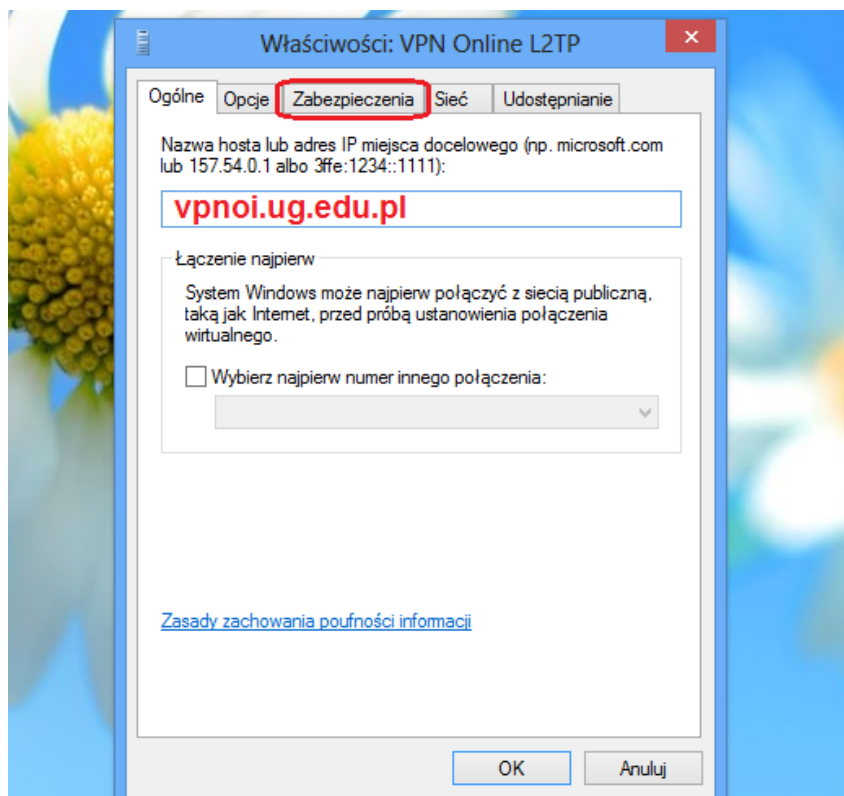 Właściwości: VPN Online L2TP
Ogólne Opcje Zabezpieczenia Sieć Udostępnianie
Nazwa hosta lub adres IP miejsca docelowego (np. microsoft.com
lub 157.54.0.1 albo 3ffe:1234::1111):
vpnoi.ug.edu.pl
Łączenie najpierw
System Windows może najpierw połączyć z siecią publiczną,
taką jak Internet, przed próbą ustanowienia połączenia
wirtualnego.
Wybierz najpierw numer innego połączenia:
Zasady zachowania poufności informacji
OK Anuluj